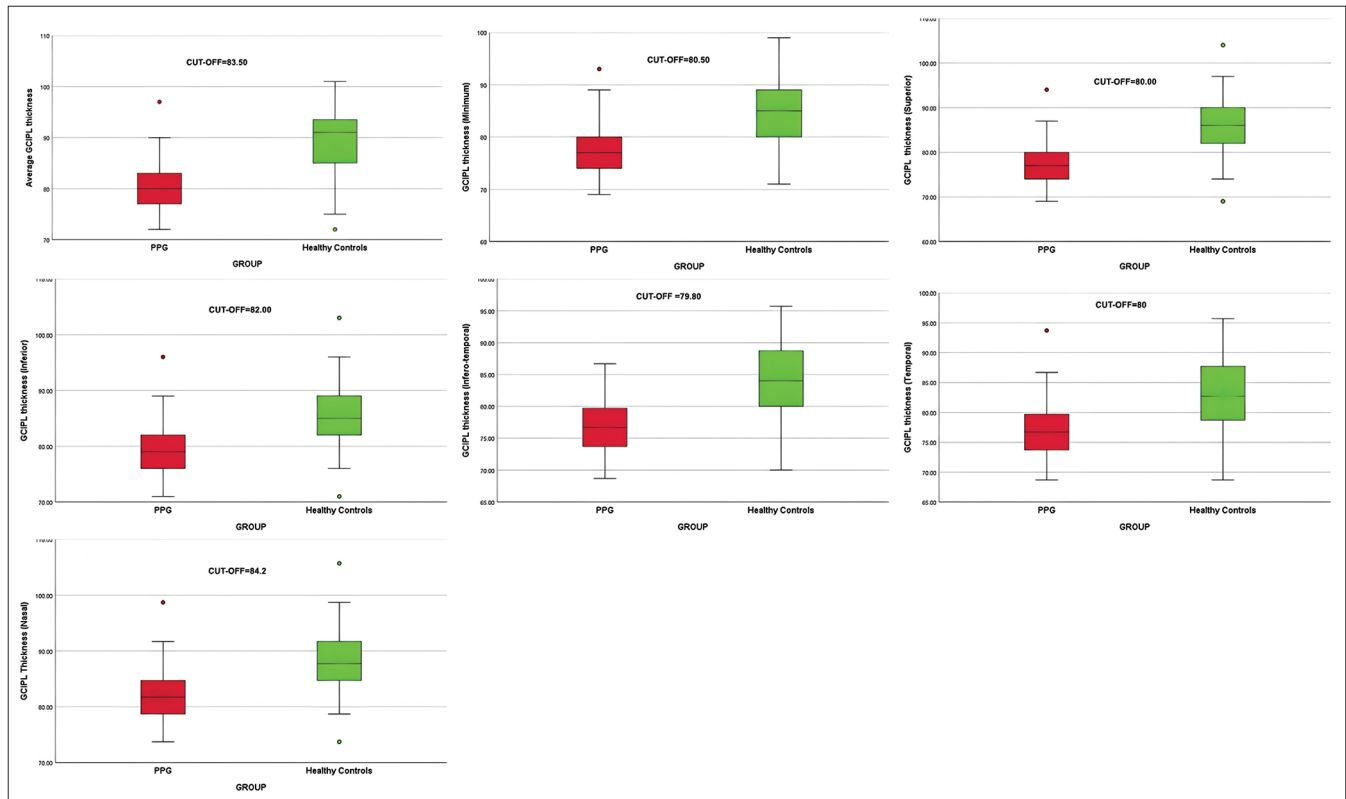 110
100
90
80
70
Average GCIPL thickness
CUT-OFF=83.50
PPG
Healthy Controls
GROUP
100
90
80
70
60
GCIPL thickness (Minimum)
CUT-OFF=80.50
PPG
Healthy Controls
GROUP
110.00
100.00
90.00
80.00
70.00
60.00
GCIPL thickness (Superior)
CUT-OFF=80.00
PPG
Healthy Controls
GROUP
110.00
100.00
90.00
80.00
70.00
GCIPL thickness (Inferior)
CUT-OFF=82.00
PPG
Healthy Controls
GROUP
100.00
95.00
90.00
85.00
80.00
75.00
70.00
65.00
GCIPL thickness (Infero-temporal)
CUT-OFF =79.80
PPG
Healthy Controls
GROUP
100.00
95.00
90.00
85.00
80.00
75.00
70.00
65.00
GCIPL thickness (Temporal)
CUT-OFF=80
PPG
Healthy Controls
GROUP
110.00
100.00
90.00
80.00
70.00
GCIPL Thickness (Nasal)
CUT-OFF=84.2
PPG
Healthy Controls
GROUP